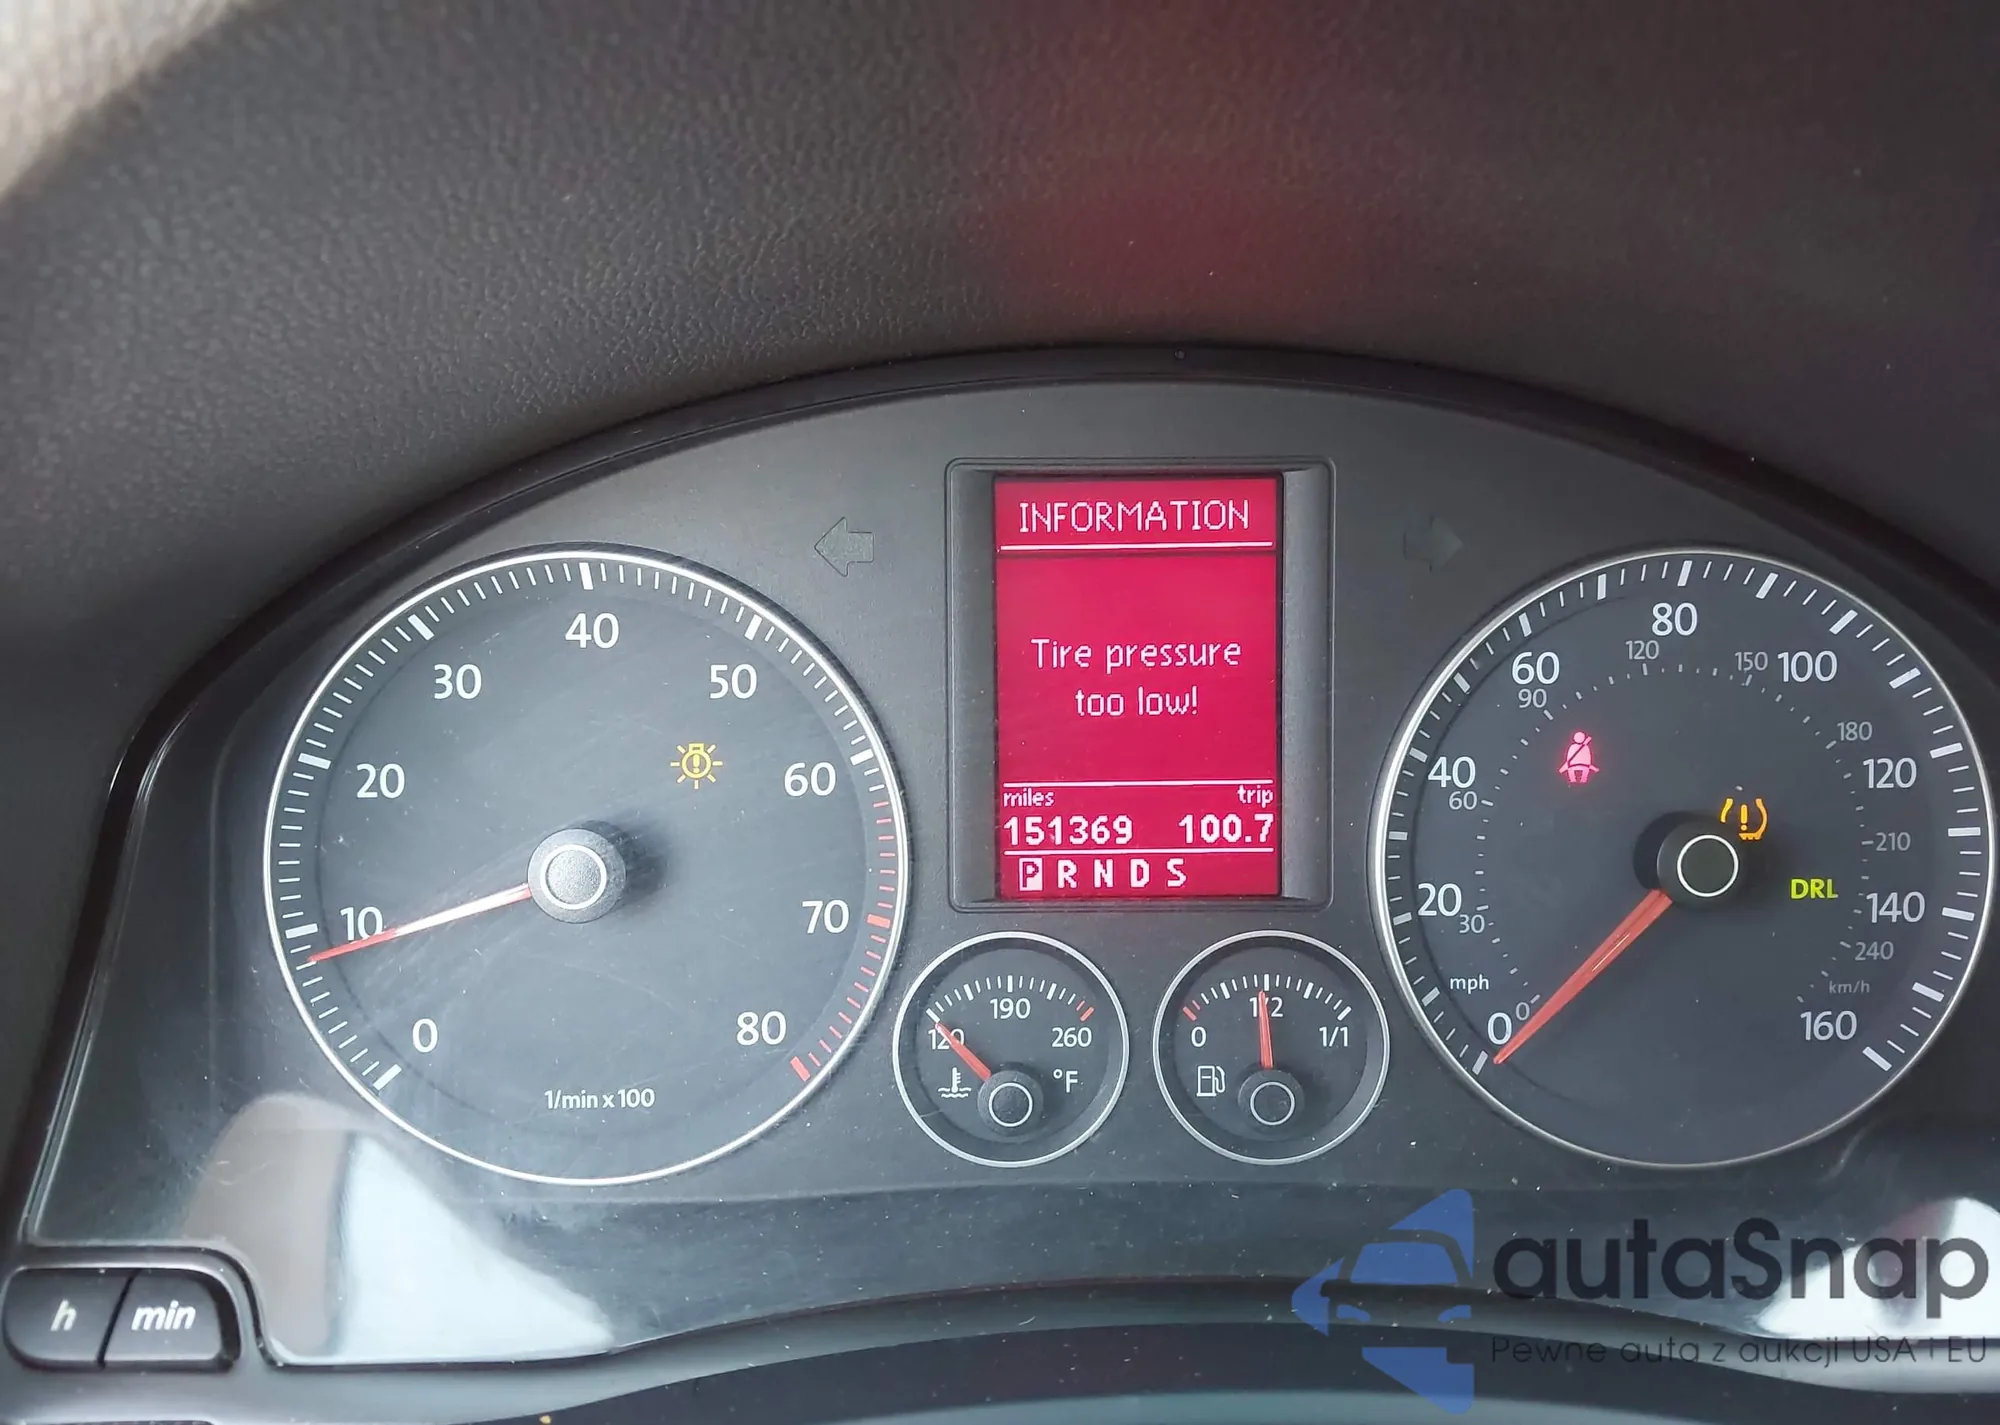 INFORMATION
Tire pressure
too low!
miles trip
151369 100.7
P R N D S
0 10 20 30 40 50 60 70 80
1/min x 100
120 190 260
°F
0 1/2 1/1
0 20 40 60 80 100 120 140 160
mph
0 30 60 90 120 150 180 210 240
km/h
DRL
h min
autaSnap
Pewne auta z aukcji USA i EU